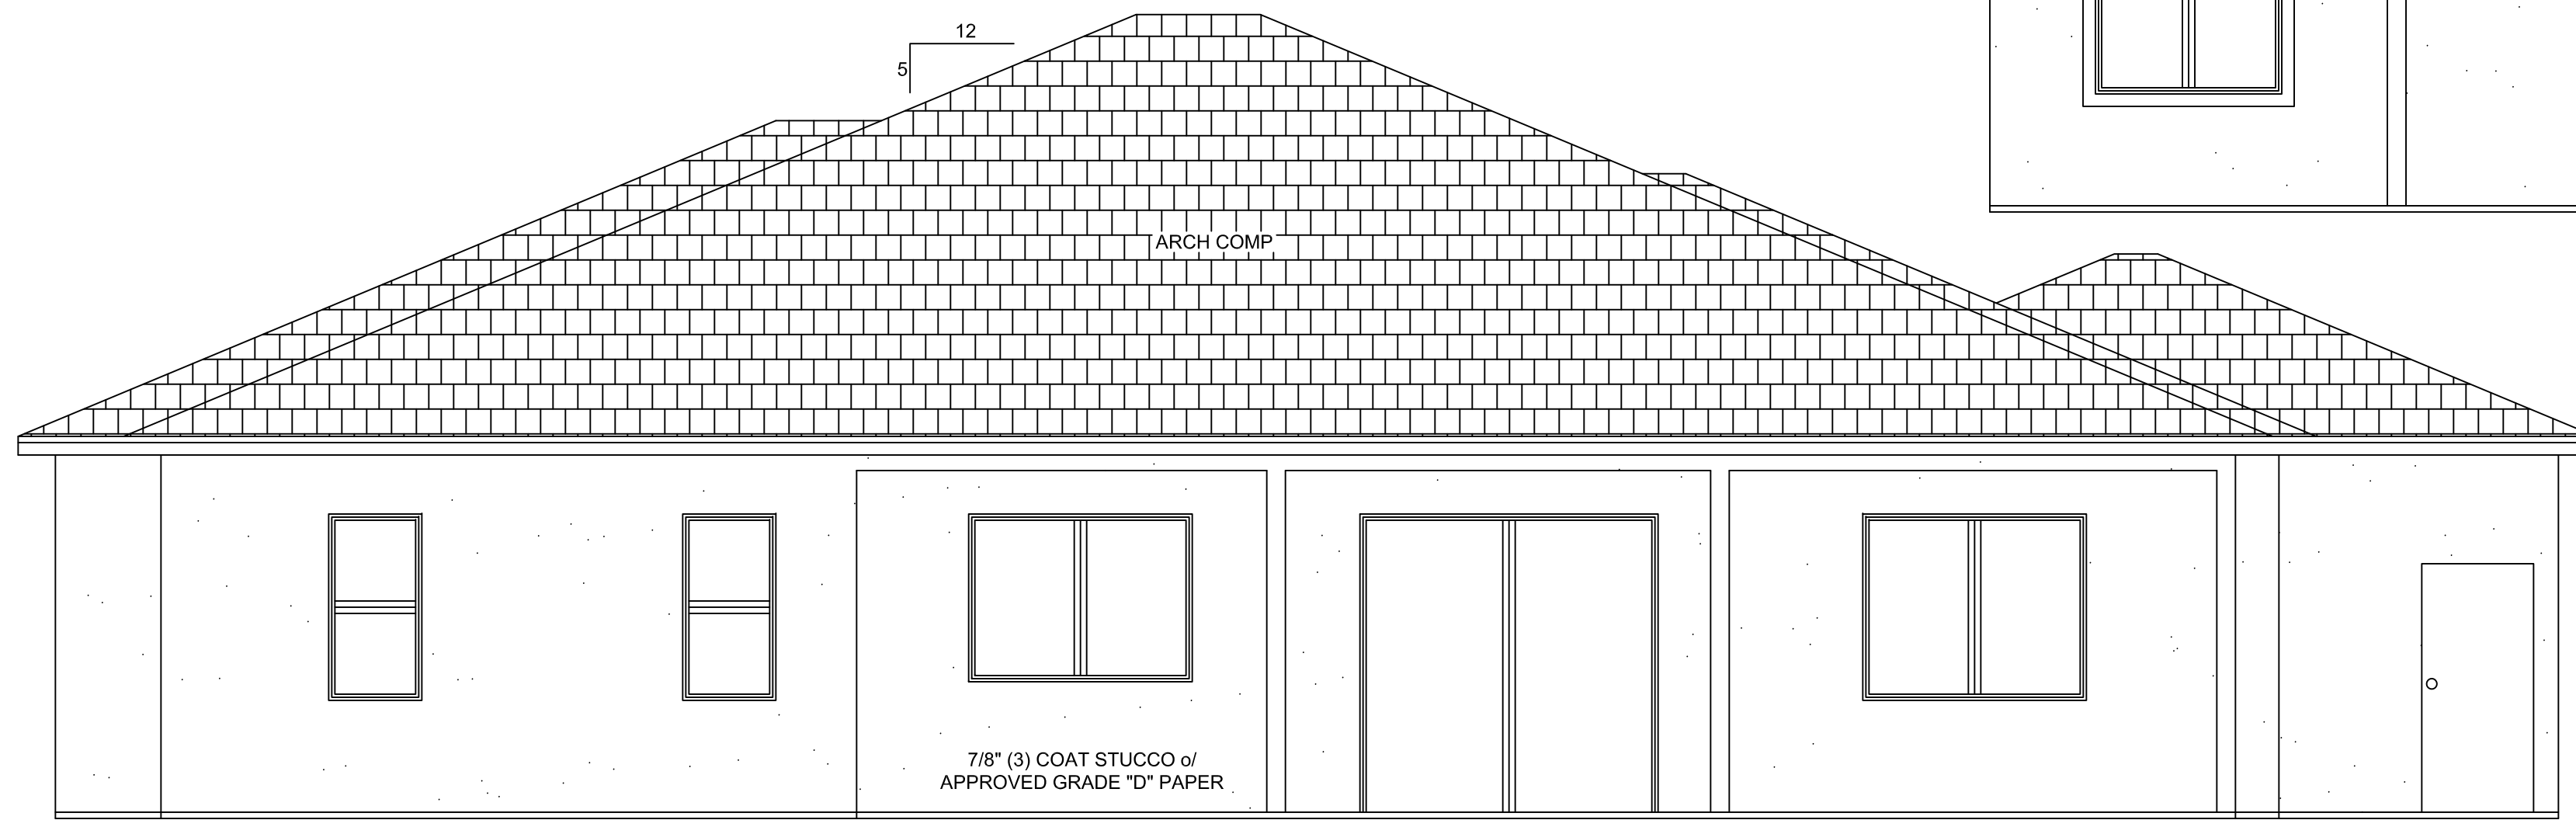 12
5
ARCH COMP
7/8" (3) COAT STUCCO o/
APPROVED GRADE "D" PAPER